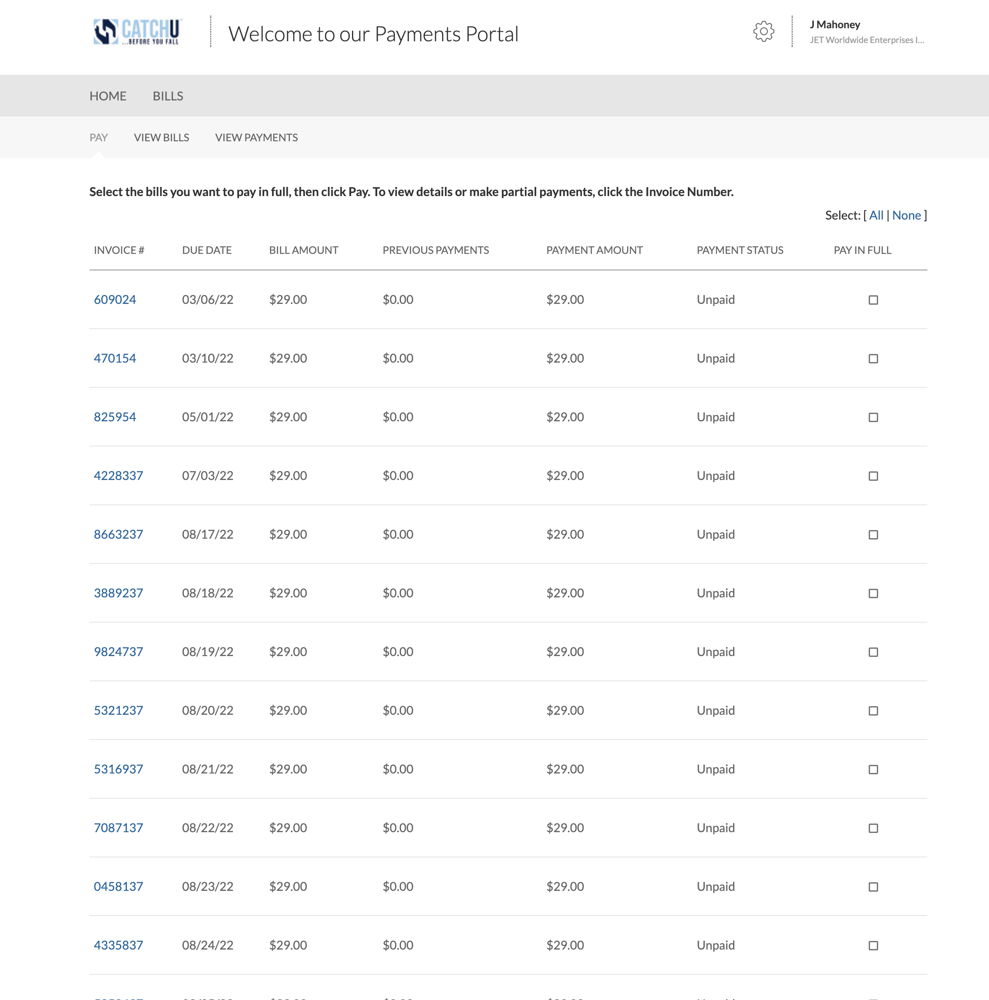 CATCHU
...BEFORE YOU FALL
Welcome to our Payments Portal
J Mahoney
JET Worldwide Enterprises I...
HOME BILLS
PAY VIEW BILLS VIEW PAYMENTS
Select the bills you want to pay in full, then click Pay. To view details or make partial payments, click the Invoice Number.
Select: [ All | None ]
INVOICE # DUE DATE BILL AMOUNT PREVIOUS PAYMENTS PAYMENT AMOUNT PAYMENT STATUS PAY IN FULL
609024 03/06/22 $29.00 $0.00 $29.00 Unpaid
470154 03/10/22 $29.00 $0.00 $29.00 Unpaid
825954 05/01/22 $29.00 $0.00 $29.00 Unpaid
4228337 07/03/22 $29.00 $0.00 $29.00 Unpaid
8663237 08/17/22 $29.00 $0.00 $29.00 Unpaid
3889237 08/18/22 $29.00 $0.00 $29.00 Unpaid
9824737 08/19/22 $29.00 $0.00 $29.00 Unpaid
5321237 08/20/22 $29.00 $0.00 $29.00 Unpaid
5316937 08/21/22 $29.00 $0.00 $29.00 Unpaid
7087137 08/22/22 $29.00 $0.00 $29.00 Unpaid
0458137 08/23/22 $29.00 $0.00 $29.00 Unpaid
4335837 08/24/22 $29.00 $0.00 $29.00 Unpaid